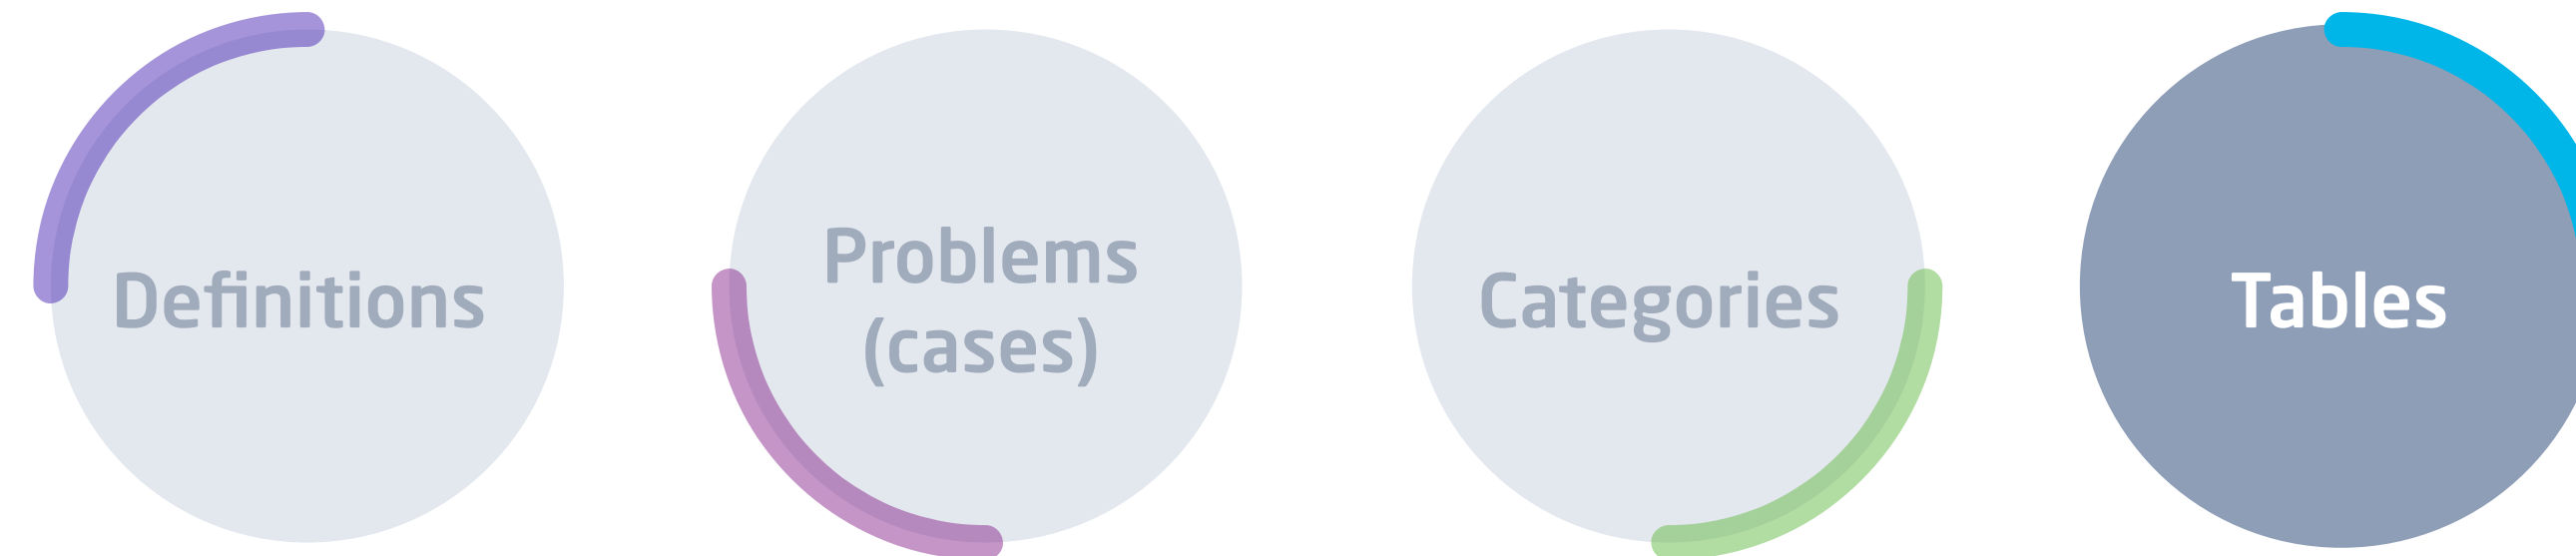 Definitions
Problems
(cases)
Categories
Tables